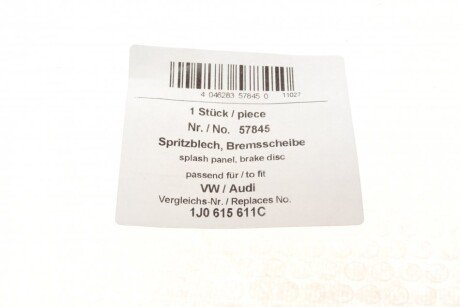 4 046283 57845 0 11027
1 Stück / piece
Nr. / No. 57845
Spritzblech, Bremsscheibe
splash panel, brake disc
passend für / to fit
VW / Audi
Vergleichs-Nr. / Replaces No.
1J0 615 611C